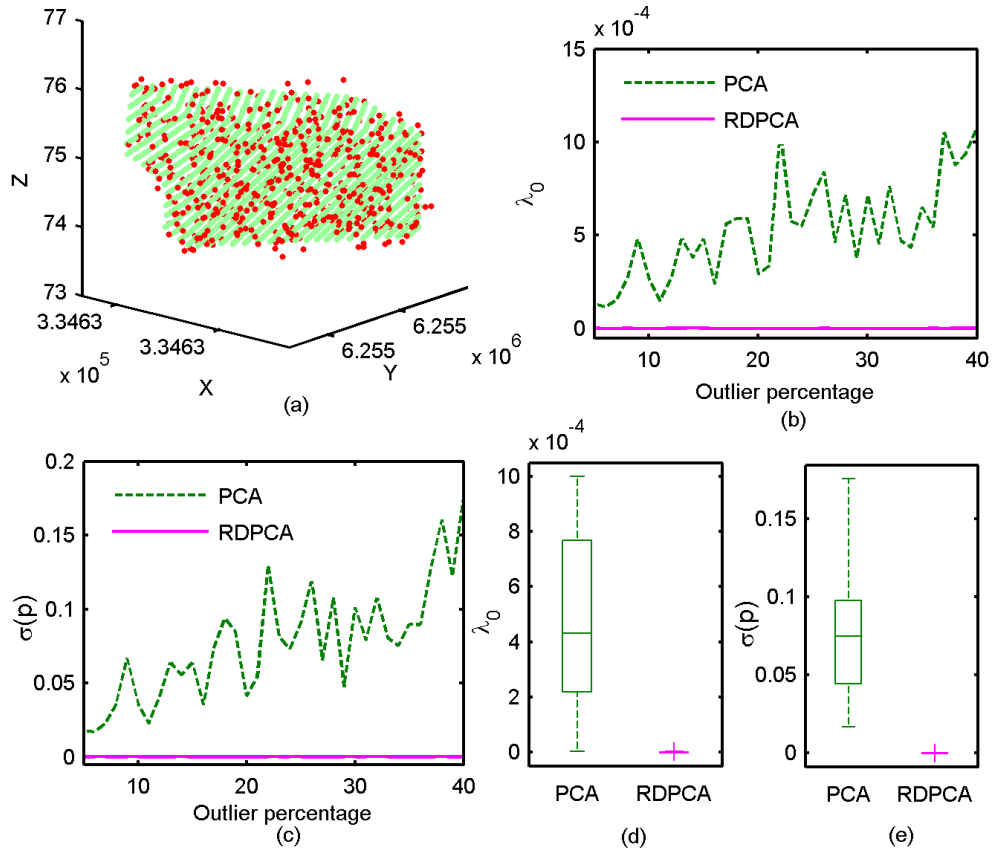 77
76
75
74
73
Z
3.3463
3.3463
x 10^5
X
6.255
6.255
x 10^6
Y
(a)
x 10^-4
15
10
5
0
λ_0
PCA
RDPCA
10 20 30 40
Outlier percentage
(b)
0.2
0.15
0.1
0.05
0
σ(p)
PCA
RDPCA
10 20 30 40
Outlier percentage
(c)
x 10^-4
10
8
6
4
2
0
λ_0
PCA RDPCA
(d)
0.15
0.1
0.05
0
σ(p)
PCA RDPCA
(e)